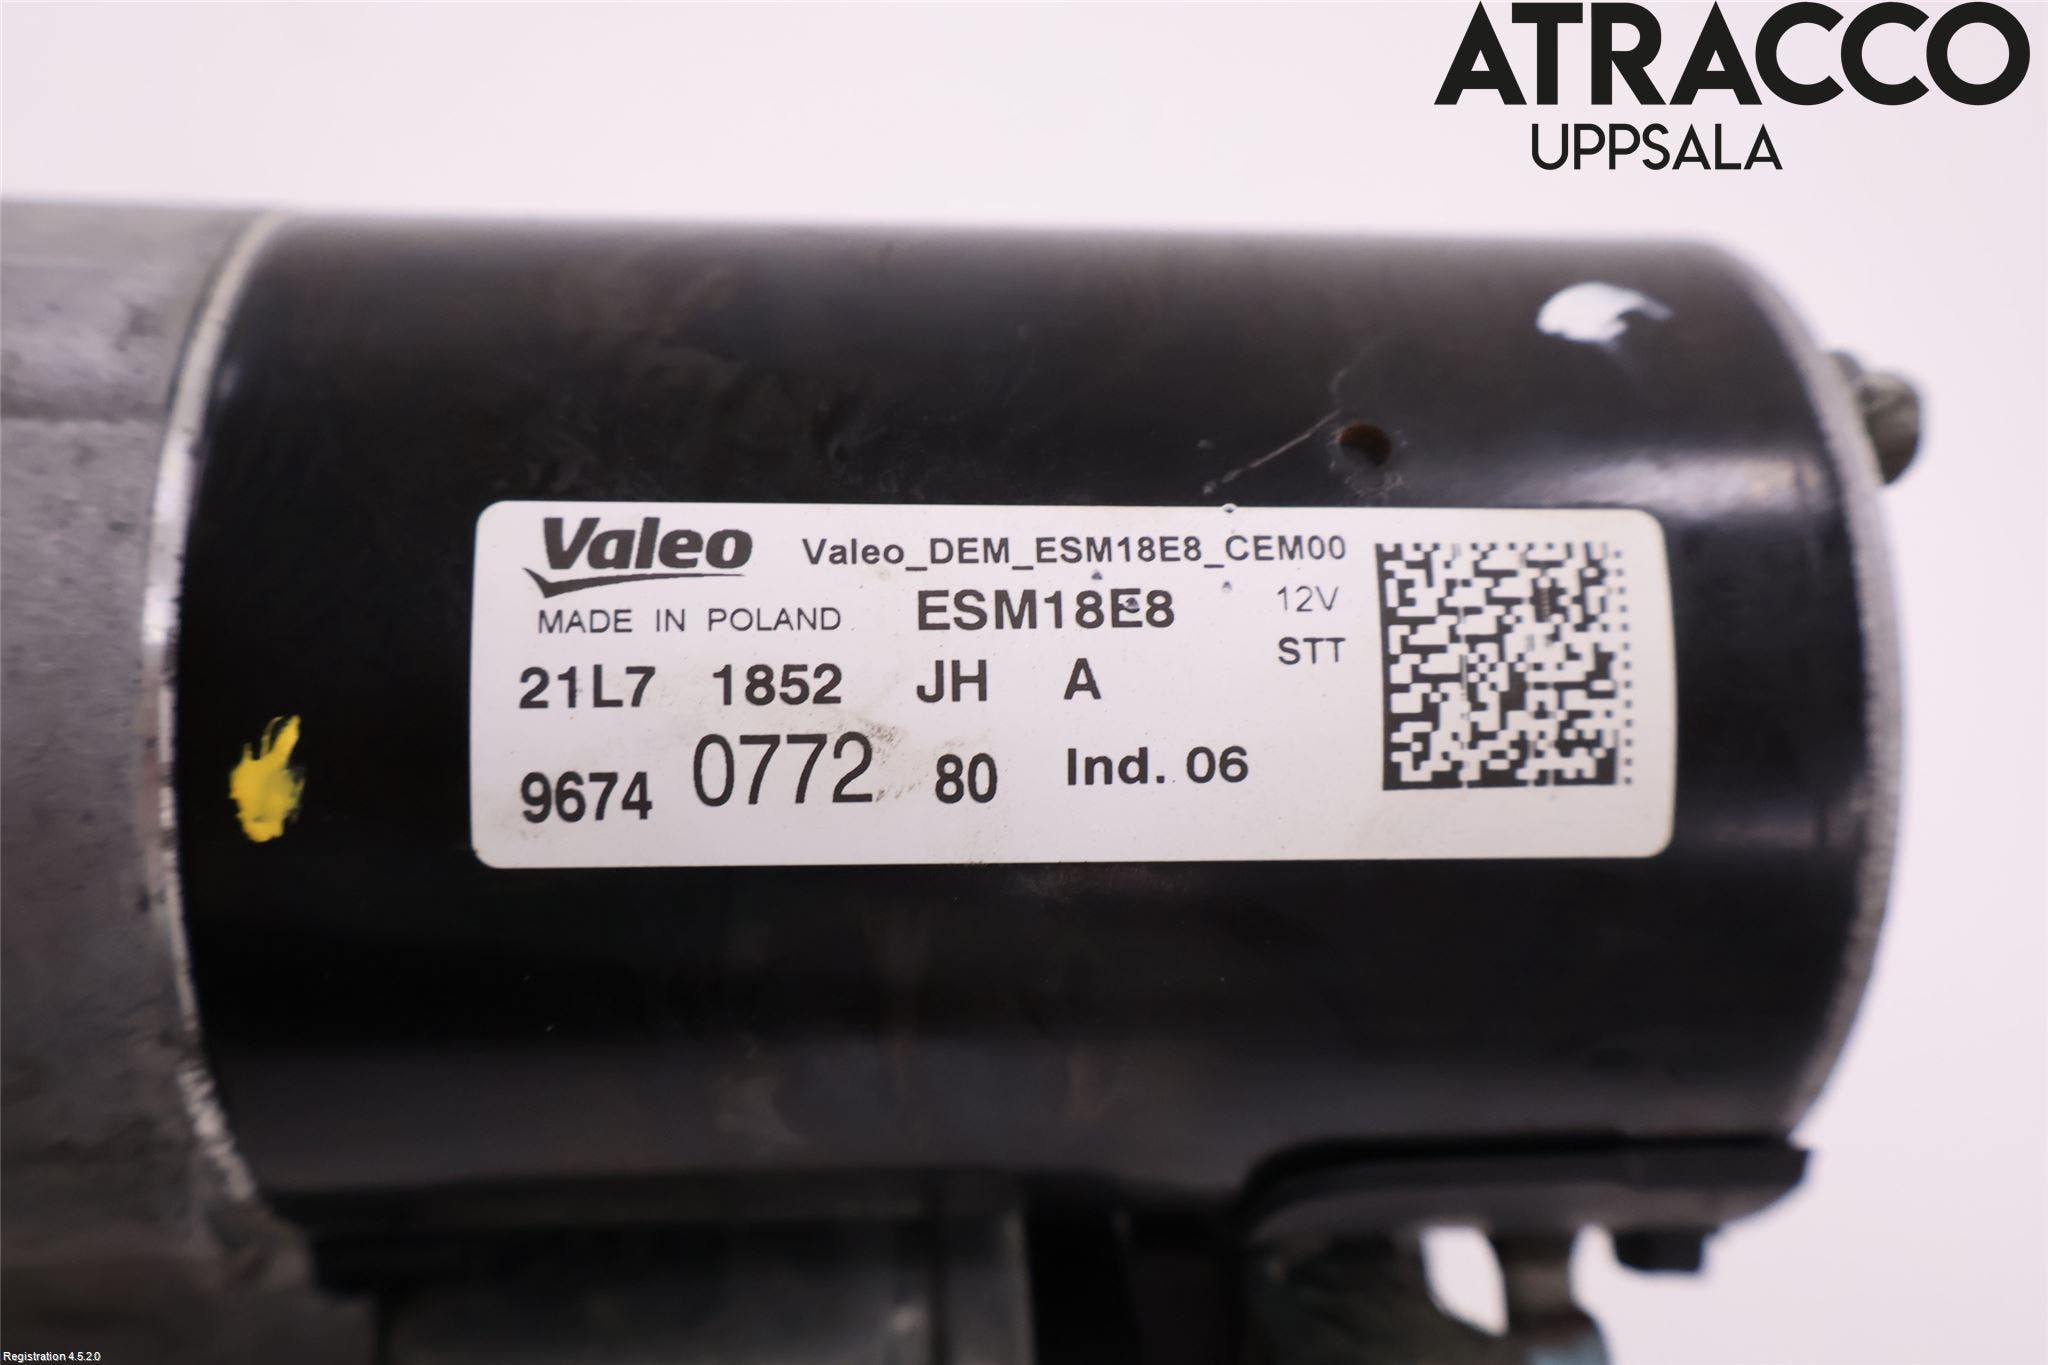 ATRACCO
UPPSALA
Valeo Valeo_DEM_ESM18E8_CEM00
MADE IN POLAND ESM18E8 12V
STT
21L7 1852 JH A
9674 0772 80 Ind. 06
Registration 4.5.2.0